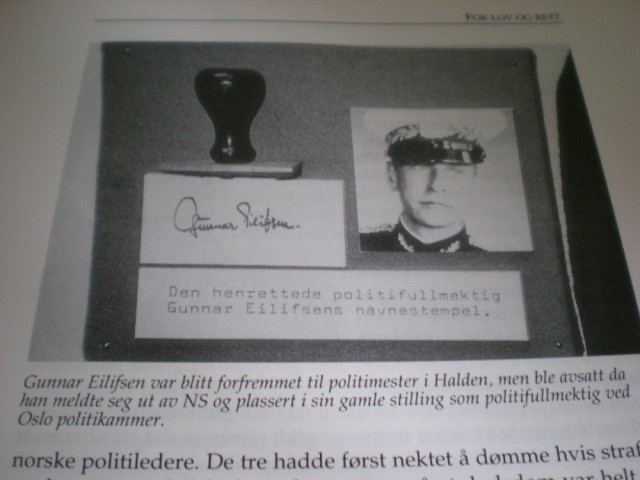 FOR LOV OG RETT
Gunnar Eilifsen.
Den henrettede politifullmektig
Gunnar Eilifsens navnestempel.
Gunnar Eilifsen var blitt forfremmet til politimester i Halden, men ble avsatt da
han meldte seg ut av NS og plassert i sin gamle stilling som politifullmektig ved
Oslo politikammer.
norske politiledere. De tre hadde først nektet å dømme hvis straf
var helt